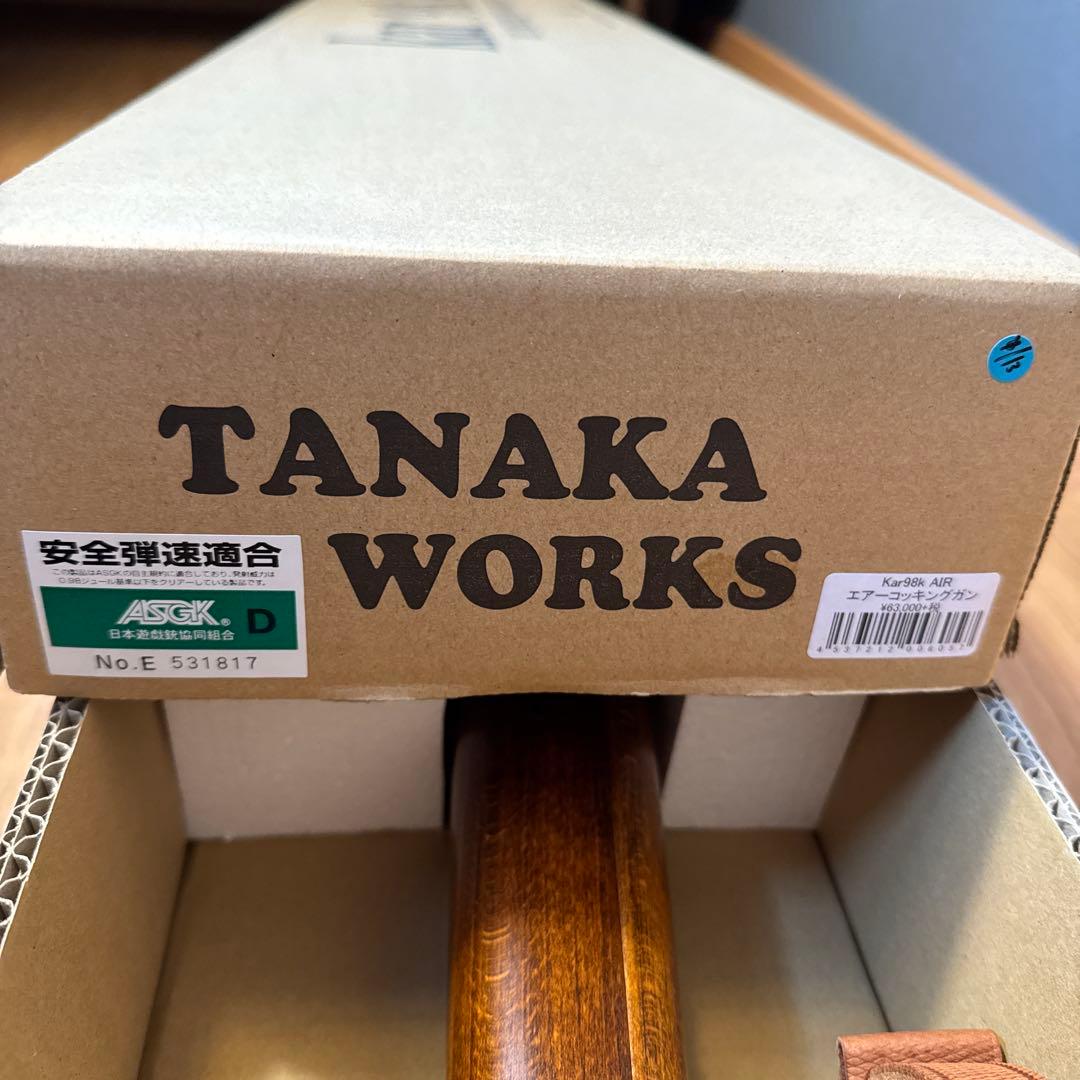 TANAKA
WORKS
安全弾速適合
この製品はASGKの自主規約に適合しており、発射威力は
0.98ジュール基準以下をクリアーしている製品です。
ASGK® D
日本遊戯銃協同組合
No.E 531817
Kar98k AIR
エアーコッキングガン
¥63,000+税
4 537212 008057